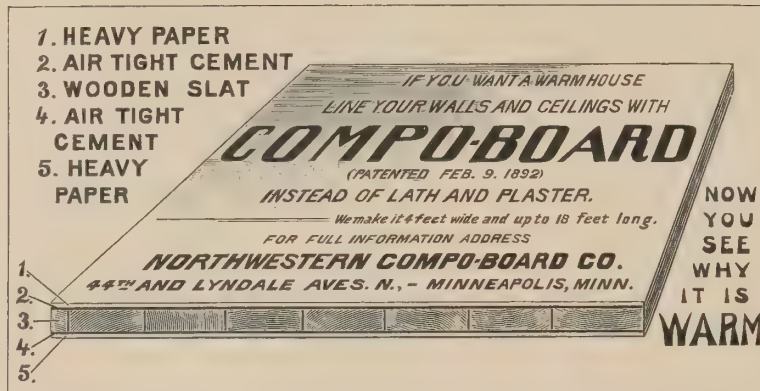 1. HEAVY PAPER
2. AIR TIGHT CEMENT
3. WOODEN SLAT
4. AIR TIGHT
CEMENT
5. HEAVY
PAPER
IF YOU WANT A WARM HOUSE
LINE YOUR WALLS AND CEILINGS WITH
COMPO-BOARD
(PATENTED FEB. 9. 1892)
INSTEAD OF LATH AND PLASTER.
We make it 4 feet wide and up to 18 feet long.
FOR FULL INFORMATION ADDRESS
NORTHWESTERN COMPO-BOARD CO.
44TH AND LYNDALE AVES. N., - MINNEAPOLIS, MINN.
NOW
YOU
SEE
WHY
IT IS
WARM
1.
2.
3.
4.
5.